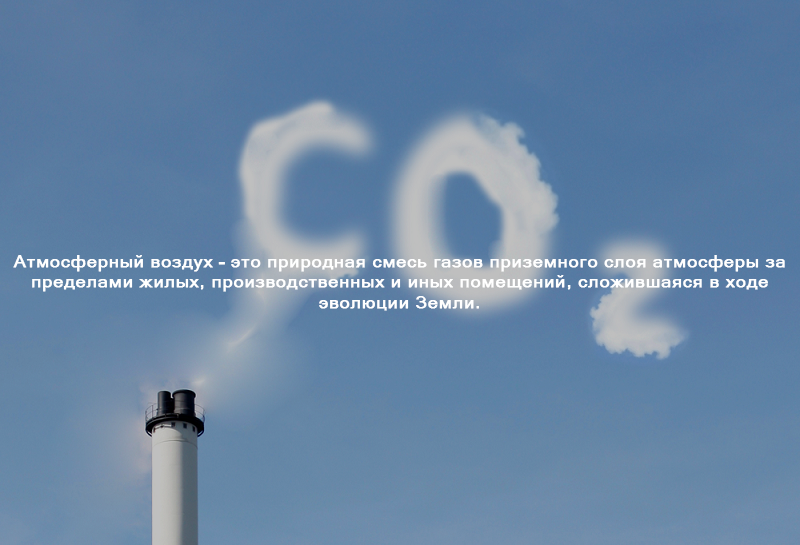 CO2
Атмосферный воздух - это природная смесь газов приземного слоя атмосферы за
пределами жилых, производственных и иных помещений, сложившаяся в ходе
эволюции Земли.